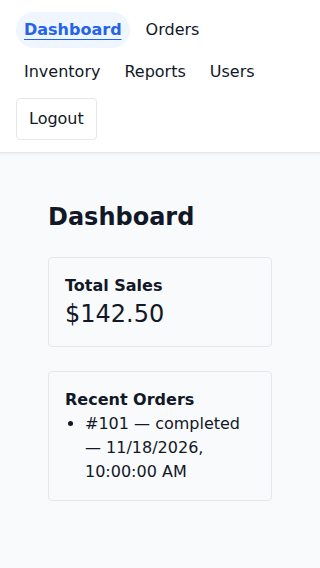 Dashboard Orders
Inventory Reports Users
Logout
Dashboard
Total Sales
$142.50
Recent Orders
#101 — completed
— 11/18/2026,
10:00:00 AM